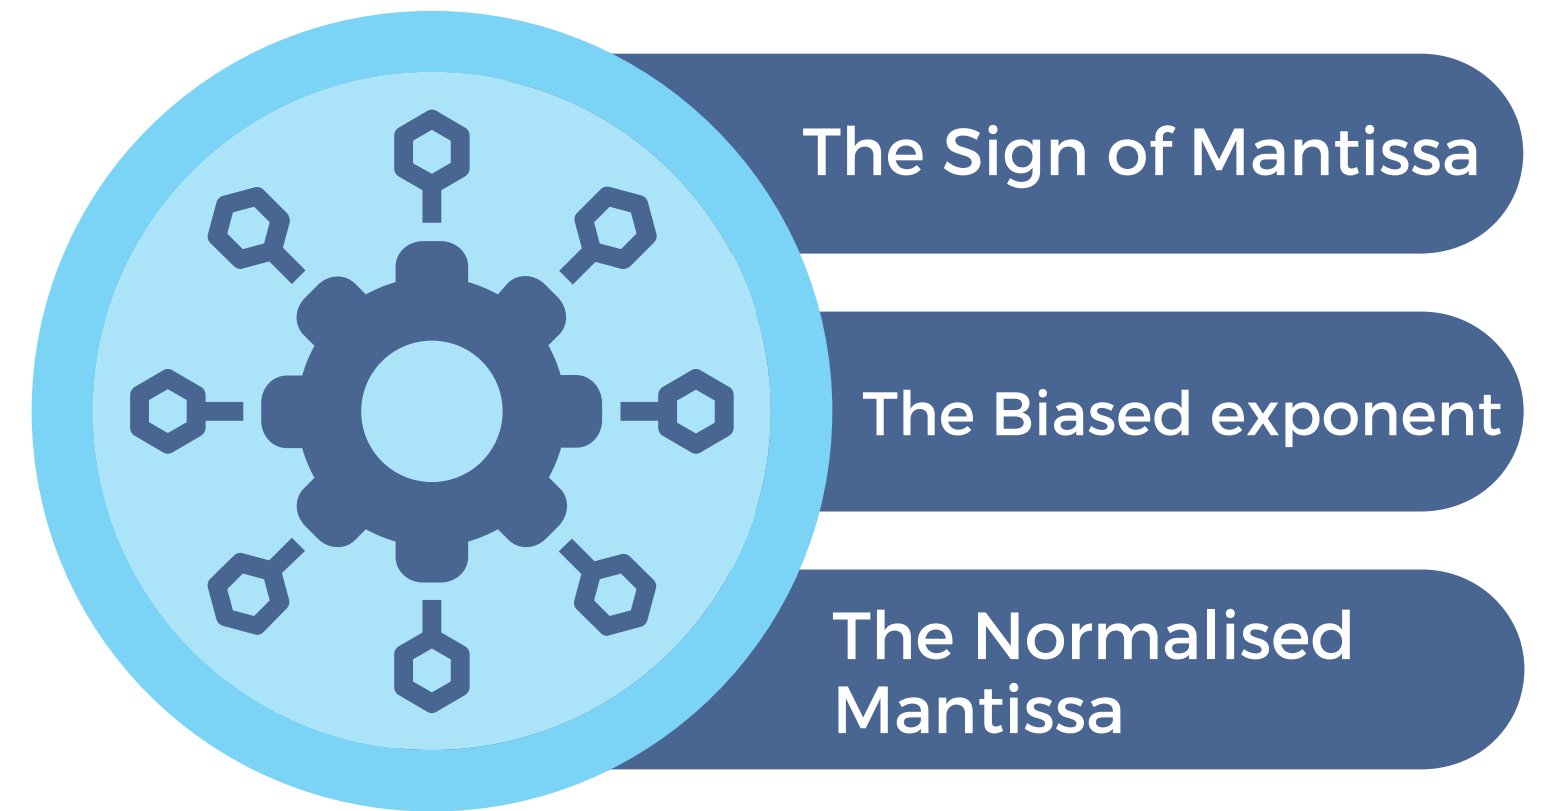 The Sign of Mantissa
The Biased exponent
The Normalised
Mantissa